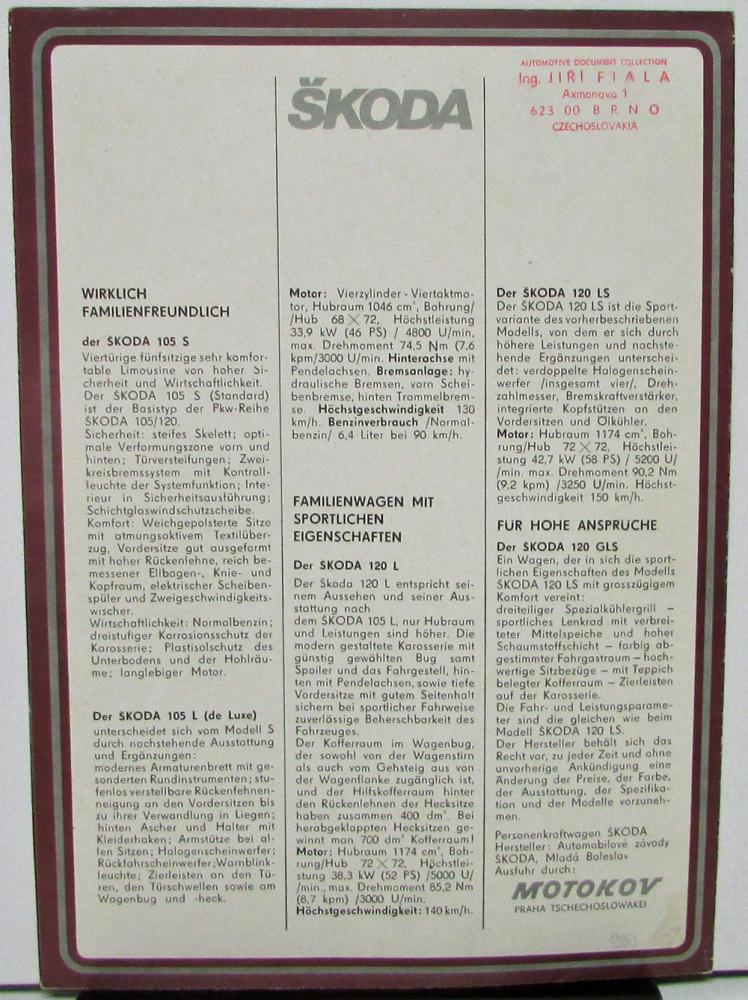 ŠKODA
AUTOMOTIVE DOCUMENT COLLECTION
Ing. JIŘÍ FIALA
Axmanova 1
623 00 BRNO
CZECHOSLOVAKIA
WIRKLICH
FAMILIENFREUNDLICH
der ŠKODA 105 S
Viertürige fünfsitzige sehr komfor-
table Limousine von hoher Si-
cherheit und Wirtschaftlichkeit.
Der ŠKODA 105 S (Standard)
ist der Basistyp der Pkw-Reihe
ŠKODA 105/120.
Sicherheit: steifes Skelett; opti-
male Verformungszone vorn und
hinten; Türversteifungen; Zwei-
kreisbremssystem mit Kontroll-
leuchte der Systemfunktion; Inte-
rieur in Sicherheitsausführung;
Schichtglaswindschutzscheibe.
Komfort: Weichgepolsterte Sitze
mit atmungsaktivem Textilüber-
zug, Vordersitze gut ausgeformt
mit hoher Rückenlehne, reich be-
messener Ellbogen-, Knie- und
Kopfraum, elektrischer Scheiben-
spüler und Zweigeschwindigkeits-
wischer.
Wirtschaftlichkeit: Normalbenzin;
dreistufiger Korrosionsschutz der
Karosserie; Plastisolschutz des
Unterbodens und der Hohlräu-
me; langlebiger Motor.
Der ŠKODA 105 L (de Luxe)
unterscheidet sich vom Modell S
durch nachstehende Ausstattung
und Ergänzungen:
modernes Armaturenbrett mit ge-
sonderten Rundinstrumenten; stu-
fenlos verstellbare Rückenfehnen-
neigung an den Vordersitzen bis
zu ihrer Verwandlung in Liegen;
hinten Ascher und Halter mit
Kleiderhaken; Armstütze bei al-
len Sitzen; Halogenscheinwerfer;
Rückfahrscheinwerfer; Warnblink-
leuchte; Zierleisten an den Tü-
ren, den Türschwellen sowie am
Wagenbug und -heck.
Motor: Vierzylinder-Viertaktmo-
tor, Hubraum 1046 cm³, Bohrung/
/Hub 68 × 72, Höchstleistung
33,9 kW (46 PS) / 4800 U/min,
max. Drehmoment 74,5 Nm (7,6
kpm/3000 U/min. Hinterachse mit
Pendelachsen. Bremsanlage: hy-
draulische Bremsen, vorn Schei-
benbremse, hinten Trommelbrem-
se. Höchstgeschwindigkeit 130
km/h. Benzinverbrauch /Normal-
benzin/ 6,4 Liter bei 90 km/h.
FAMILIENWAGEN MIT
SPORTLICHEN
EIGENSCHAFTEN
Der ŠKODA 120 L
Der Škoda 120 L entspricht sei-
nem Aussehen und seiner Aus-
stattung nach
dem ŠKODA 105 L, nur Hubraum
und Leistungen sind höher. Die
modern gestaltete Karosserie mit
günstig gewählten Bug samt
Spoiler und das Fahrgestell, hin-
ten mit Pendelachsen, sowie tiefe
Vordersitze mit gutem Seitenhalt
sichern bei sportlicher Fahrweise
zuverlässige Beherschbarkeit des
Fahrzeuges.
Der Kofferraum im Wagenbug,
der sowohl von der Wagenstirn
als auch vom Gehsteig aus von
der Wagenflanke zugänglich ist,
und der Hilfskofferraum hinter
den Rückenlehnen der Hecksitze
haben zusammen 400 dm³. Bei
herabgeklappten Hecksitzen ge-
winnt man 700 dm³ Kofferraum!
Motor: Hubraum 1174 cm³, Boh-
rung/Hub 72 × 72, Höchstlei-
stung 38,3 kW (52 PS) /5000 U/
/min., max. Drehmoment 85,2 Nm
(8,7 kpm) /3000 U/min.
Höchstgeschwindigkeit: 140 km/h.
Der ŠKODA 120 LS
Der ŠKODA 120 LS ist die Sport-
variante des vorherbeschriebenen
Modells, von dem er sich durch
höhere Leistungen und nachste-
hende Ergänzungen unterschei-
det: verdoppelte Halogenschein-
werfer /insgesamt vier/, Dreh-
zahlmesser, Bremskraftverstärker,
integrierte Kopfstützen an den
Vordersitzen und Ölkühler.
Motor: Hubraum 1174 cm³, Boh-
rung/Hub 72 × 72, Höchstlei-
stung 42,7 kW (58 PS) / 5200 U/
/min. max. Drehmoment 90,2 Nm
(9,2 kpm) /3250 U/min. Höchst-
geschwindigkeit 150 km/h.
FÜR HOHE ANSPRUCHE
Der ŠKODA 120 GLS
Ein Wagen, der in sich die sport-
lichen Eigenschaften des Modells
ŠKODA 120 LS mit grosszügigem
Komfort vereint:
dreiteiliger Spezialkühlergrill –
sportliches Lenkrad mit verbrei-
teter Mittelspeiche und hoher
Schaumstoffschicht – farbig ab-
gestimmter Fahrgastraum – hoch-
wertige Sitzbezüge – mit Teppich
belegter Kofferraum – Zierleisten
auf der Karosserie.
Die Fahr- und Leistungsparame-
ter sind die gleichen wie beim
Modell ŠKODA 120 LS.
Der Hersteller behält sich das
Recht vor, zu jeder Zeit und ohne
unvorherige Ankündigung eine
Änderung der Preise, der Farbe,
der Ausstattung, der Spezifika-
tion und der Modelle vorzuneh-
men.
Personenkraftwagen ŠKODA
Hersteller: Automobilové závody
ŠKODA, Mladá Boleslav
Ausfuhr durch:
MOTOKOV
PRAHA TSCHECHOSLOWAKEI